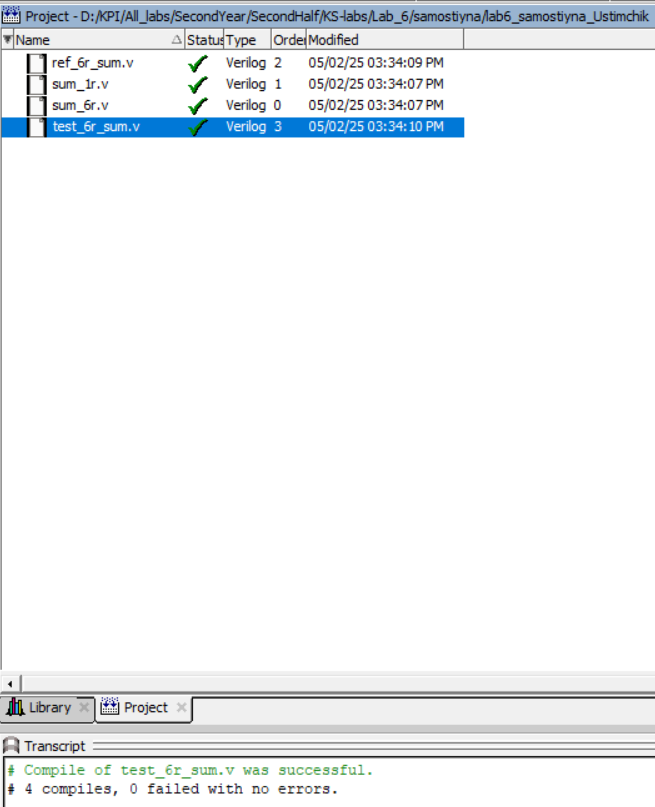 Project - D:/KPI/All_labs/SecondYear/SecondHalf/KS-labs/Lab_6/samostiyna/lab6_samostiyna_Ustimchik
Name Status Type Order Modified
ref_6r_sum.v Verilog 2 05/02/25 03:34:09 PM
sum_1r.v Verilog 1 05/02/25 03:34:07 PM
sum_6r.v Verilog 0 05/02/25 03:34:07 PM
test_6r_sum.v Verilog 3 05/02/25 03:34:10 PM
Library Project
Transcript
# Compile of test_6r_sum.v was successful.
# 4 compiles, 0 failed with no errors.